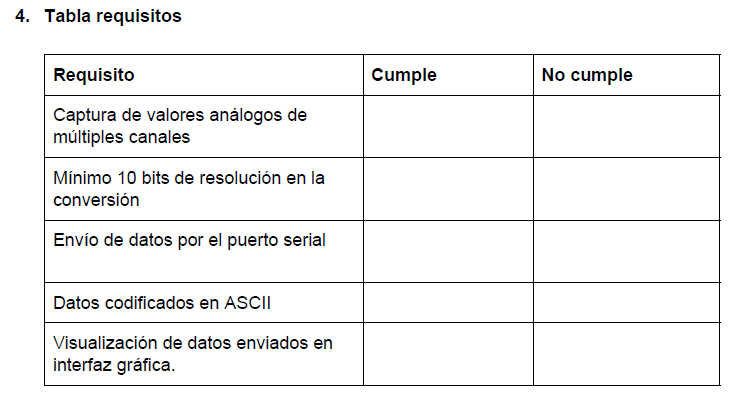 4. Tabla requisitos
Requisito Cumple No cumple
Captura de valores análogos de
múltiples canales
Mínimo 10 bits de resolución en la
conversión
Envío de datos por el puerto serial
Datos codificados en ASCII
Visualización de datos enviados en
interfaz gráfica.